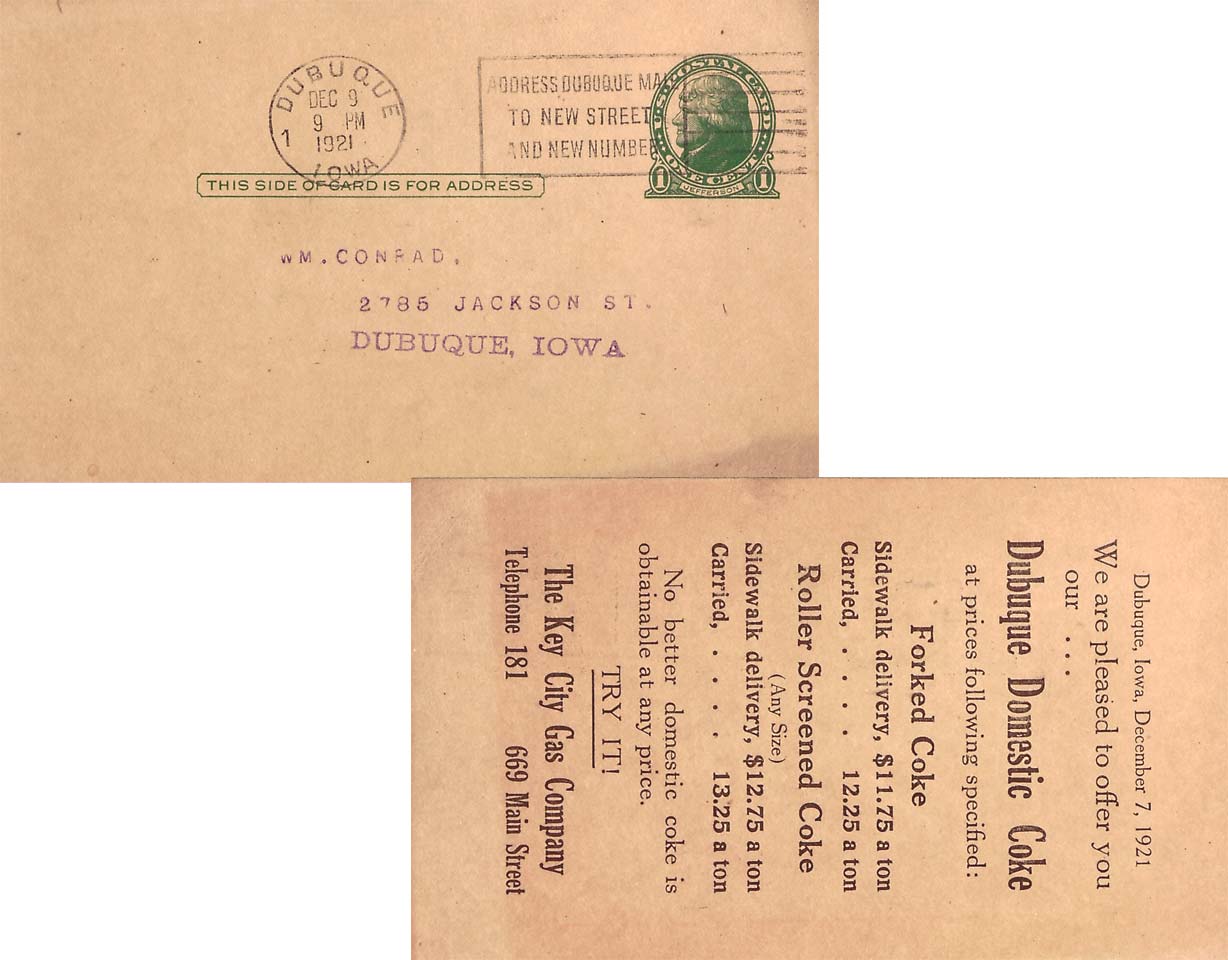 DUBUQUE
DEC 9
9 PM
1 1921
IOWA
ADDRESS DUBUQUE MAI
TO NEW STREET
AND NEW NUMBE
U.S. POSTAL CARD
ONE CENT
1 JEFFERSON 1
THIS SIDE OF CARD IS FOR ADDRESS
WM. CONRAD,
2785 JACKSON ST.
DUBUQUE, IOWA
Dubuque, Iowa, December 7, 1921
We are pleased to offer you
our . . .
Dubuque Domestic Coke
at prices following specified:
Forked Coke
Sidewalk delivery, $11.75 a ton
Carried, . . . . 12.25 a ton
Roller Screened Coke
(Any Size)
Sidewalk delivery, $12.75 a ton
Carried, . . . . 13.25 a ton
No better domestic coke is
obtainable at any price.
TRY IT!
The Key City Gas Company
Telephone 181 669 Main Street